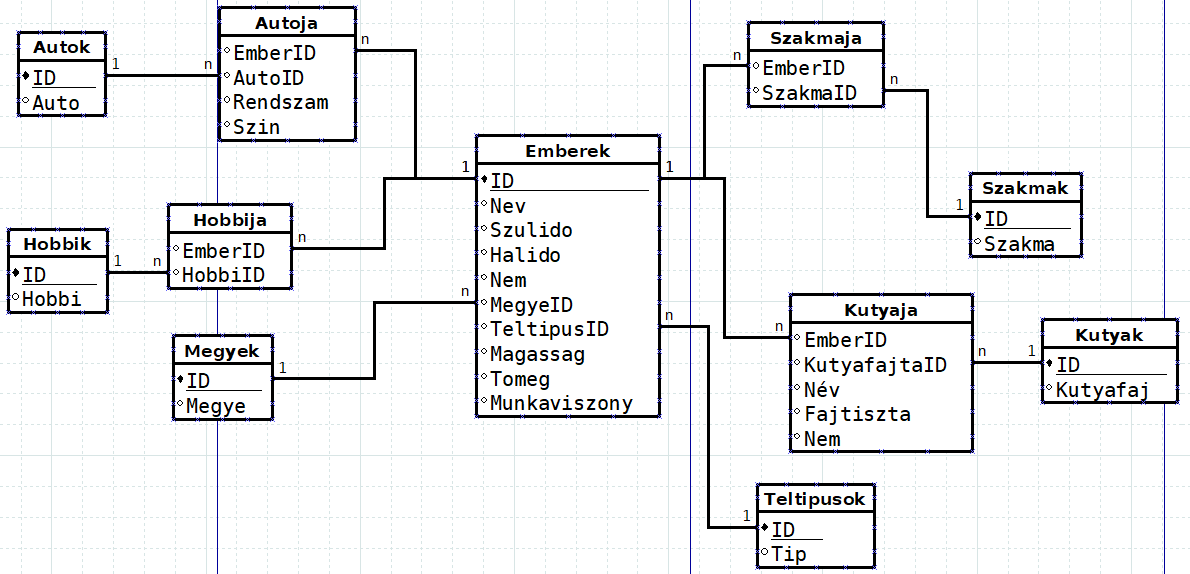 Autok
ID
Auto
1
n
Autoja
EmberID
AutoID
Rendszam
Szin
n
Hobbik
ID
Hobbi
1
n
Hobbija
EmberID
HobbiID
n
Megyek
ID
Megye
1
1
n
Emberek
ID
Nev
Szulido
Halido
Nem
MegyeID
TeltipusID
Magassag
Tomeg
Munkaviszony
1
n
n
Szakmaja
EmberID
SzakmaID
n
1
Szakmak
ID
Szakma
n
Kutyaja
EmberID
KutyafajtaID
Név
Fajtiszta
Nem
n
1
Kutyak
ID
Kutyafaj
1
Teltipusok
ID
Tip